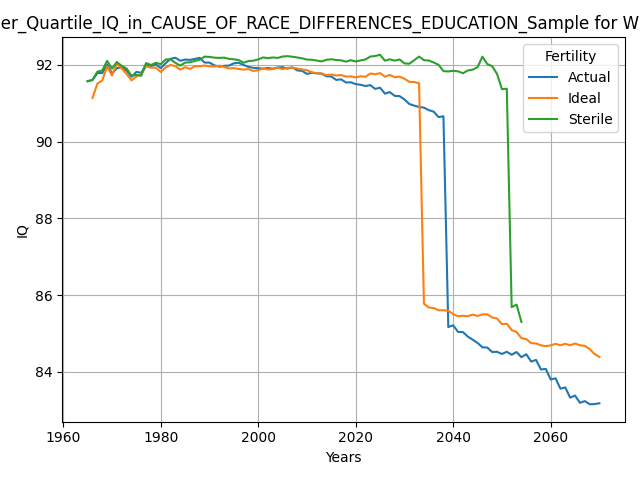 er_Quartile_IQ_in_CAUSE_OF_RACE_DIFFERENCES_EDUCATION_Sample for W
Fertility
Actual
Ideal
Sterile
92
90
88
86
84
IQ
1960 1980 2000 2020 2040 2060
Years